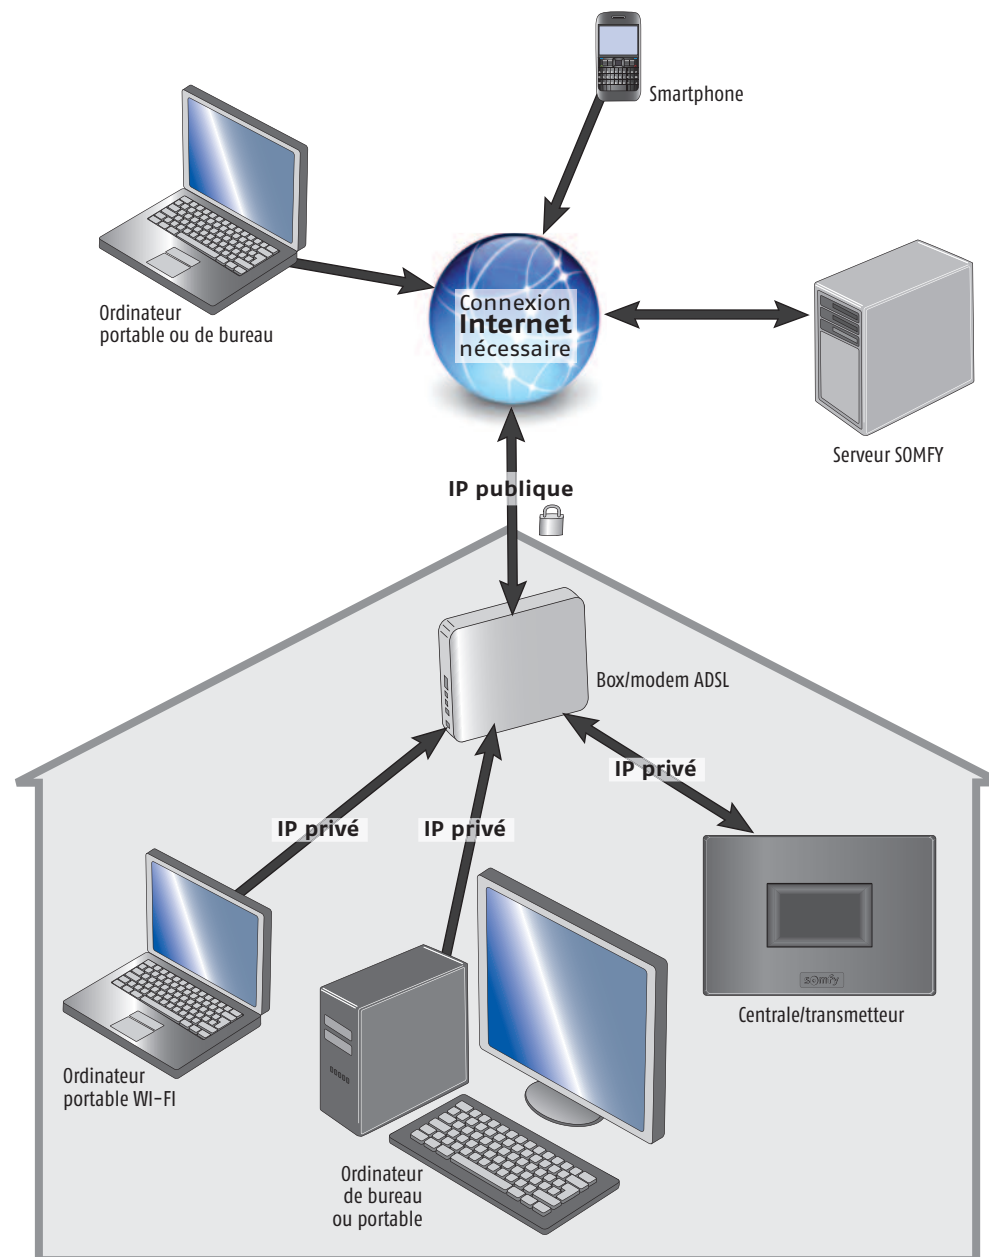 Smartphone
Ordinateur
portable ou de bureau
Connexion
Internet
nécessaire
Serveur SOMFY
IP publique
Box/modem ADSL
IP privé
IP privé
IP privé
somfy
Centrale/transmetteur
Ordinateur
portable WI-FI
Ordinateur
de bureau
ou portable